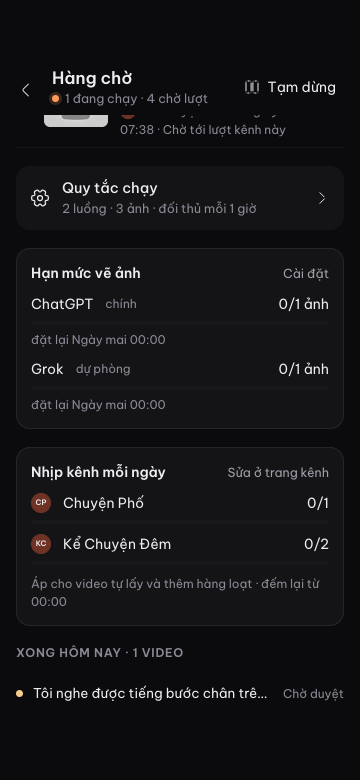 Hàng chờ
1 đang chạy · 4 chờ lượt
Tạm dừng
07:38 · Chờ tới lượt kênh này
Quy tắc chạy
2 luồng · 3 ảnh · đối thủ mỗi 1 giờ
Hạn mức vẽ ảnh
Cài đặt
ChatGPT chính
0/1 ảnh
đặt lại Ngày mai 00:00
Grok dự phòng
0/1 ảnh
đặt lại Ngày mai 00:00
Nhịp kênh mỗi ngày
Sửa ở trang kênh
CP Chuyện Phố
0/1
KC Kể Chuyện Đêm
0/2
Áp cho video tự lấy và thêm hàng loạt · đếm lại từ
00:00
XONG HÔM NAY · 1 VIDEO
Tôi nghe được tiếng bước chân trê...
Chờ duyệt